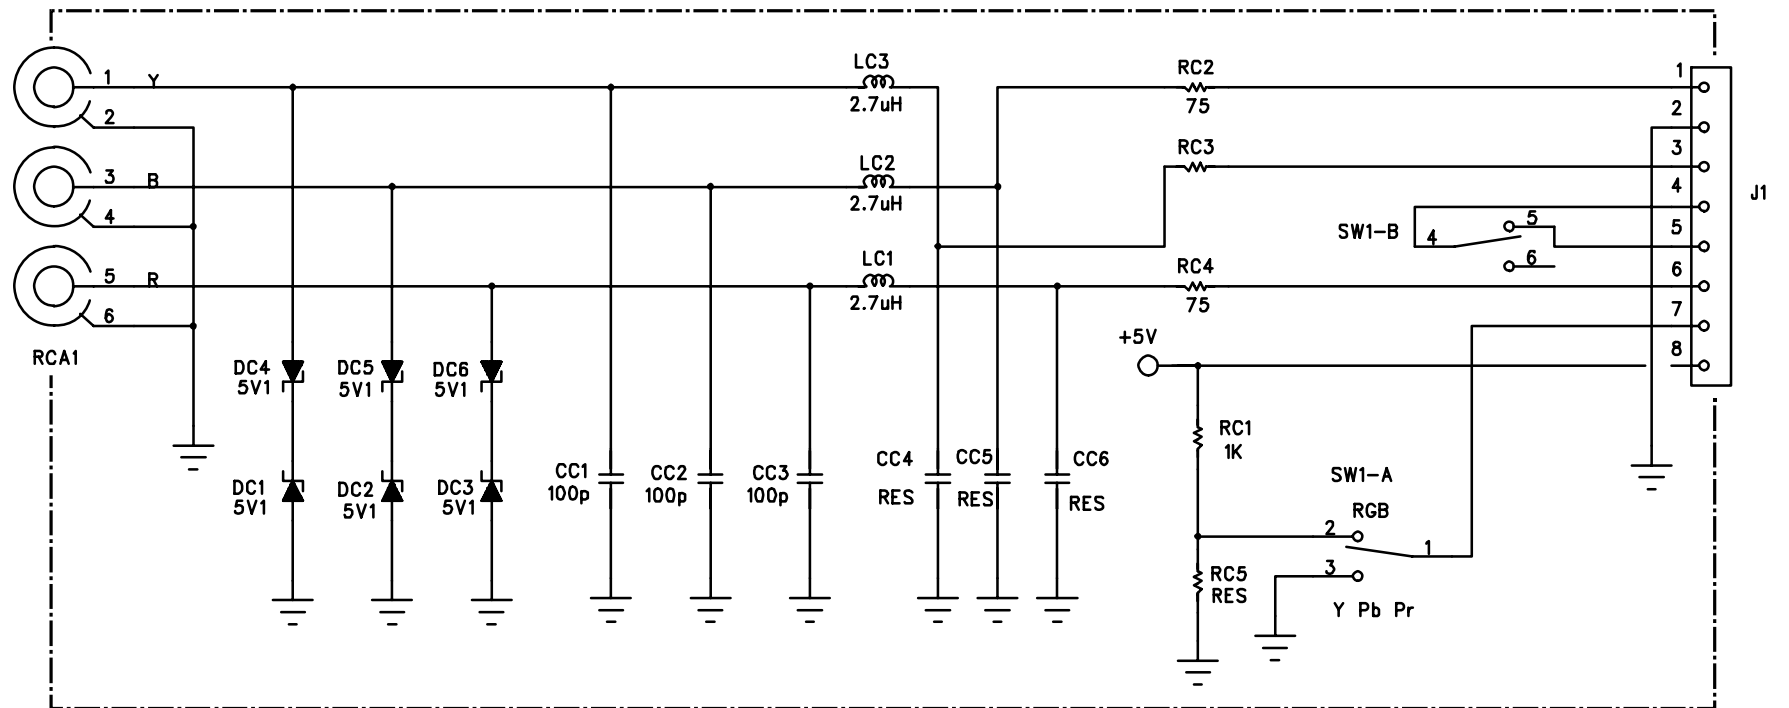 LC3
2.7uH
RC2
75
1
Y
2
1
2
3
B
4
LC2
2.7uH
RC3
3
4
J1
SW1-B
4
5
6
5
5
R
6
LC1
2.7uH
RC4
75
6
7
8
RCA1
+5V
DC4
5V1
DC5
5V1
DC6
5V1
RC1
1K
DC1
5V1
DC2
5V1
DC3
5V1
CC1
100p
CC2
100p
CC3
100p
CC4
RES
CC5
RES
CC6
RES
SW1-A
RGB
2
1
3
RC5
RES
Y Pb Pr